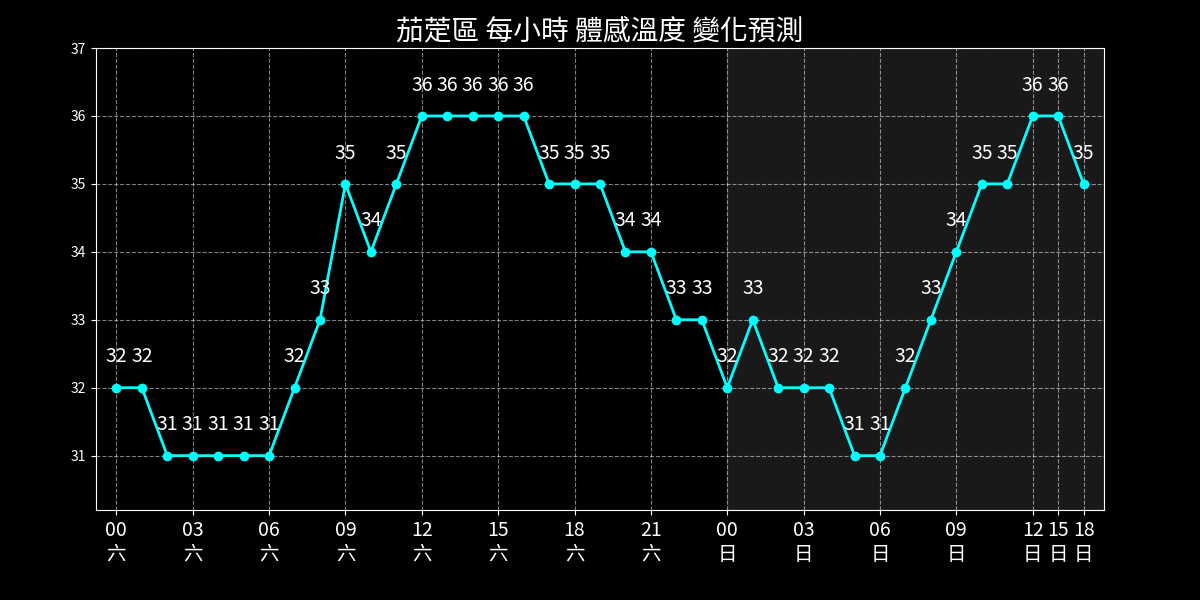 茄萣區 每小時 體感溫度 變化預測
37
36 36 36 36 36 36 36
36
35 35 35 35 35 35 35 35
35
34 34 34 34
34
33 33 33 33 33
33
32 32 32 32 32 32 32 32
32
31 31 31 31 31 31 31
31
00 03 06 09 12 15 18 21 00 03 06 09 12 15 18
六 六 六 六 六 六 六 六 日 日 日 日 日 日 日